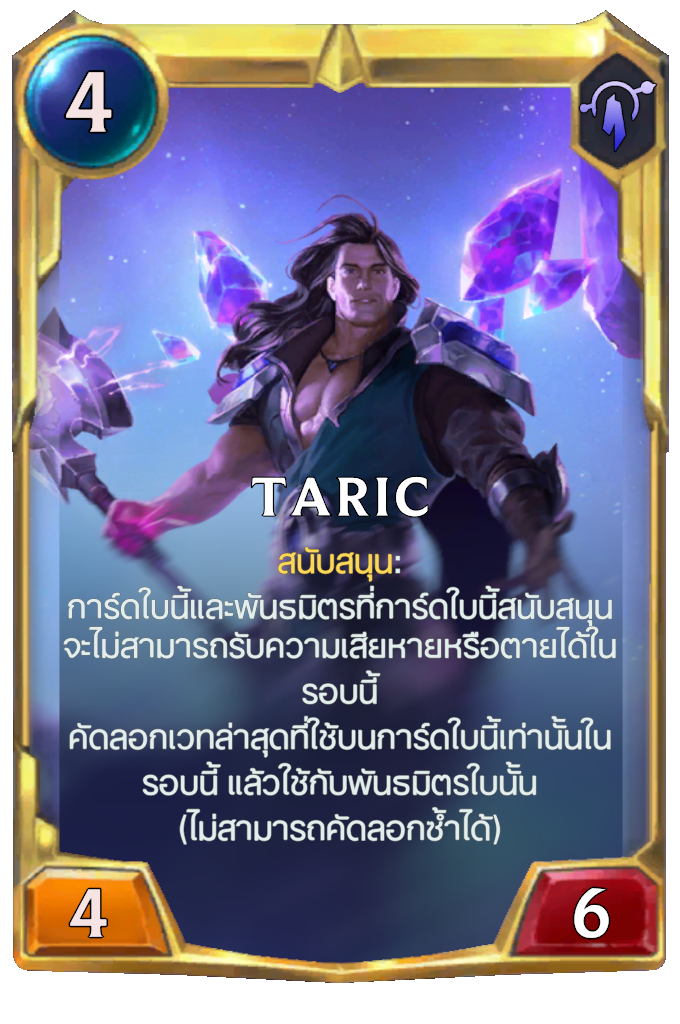 4
TARIC
สนับสนุน:
การ์ดใบนี้และพันธมิตรที่การ์ดใบนี้สนับสนุน
จะไม่สามารถรับความเสียหายหรือตายได้ใน
รอบนี้
คัดลอกเวทล่าสุดที่ใช้บนการ์ดใบนี้เท่านั้นใน
รอบนี้ แล้วใช้กับพันธมิตรใบนั้น
(ไม่สามารถคัดลอกซ้ำได้)
4
6